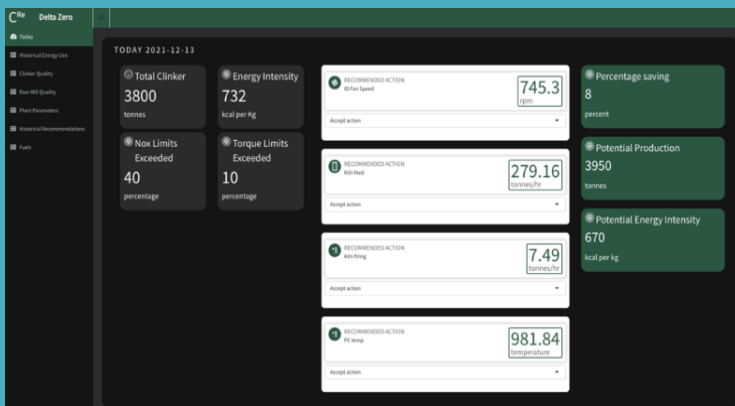 CRe Delta Zero
Today
Historical Energy Use
Clinker Quality
Raw Mill Quality
Plant Parameters
Historical Recommendations
Fuels
TODAY 2021-12-13
Total Clinker
3800
tonnes
Energy Intensity
732
kcal per Kg
Nox Limits
Exceeded
40
percentage
Torque Limits
Exceeded
10
percentage
RECOMMENDED ACTION
ID Fan Speed
745.3
rpm
Accept action
RECOMMENDED ACTION
Kiln feed
279.16
tonnes/hr
Accept action
RECOMMENDED ACTION
Kiln firing
7.49
tonnes/hr
Accept action
RECOMMENDED ACTION
PC temp
981.84
temperature
Accept action
Percentage saving
8
percent
Potential Production
3950
tonnes
Potential Energy Intensity
670
kcal per kg